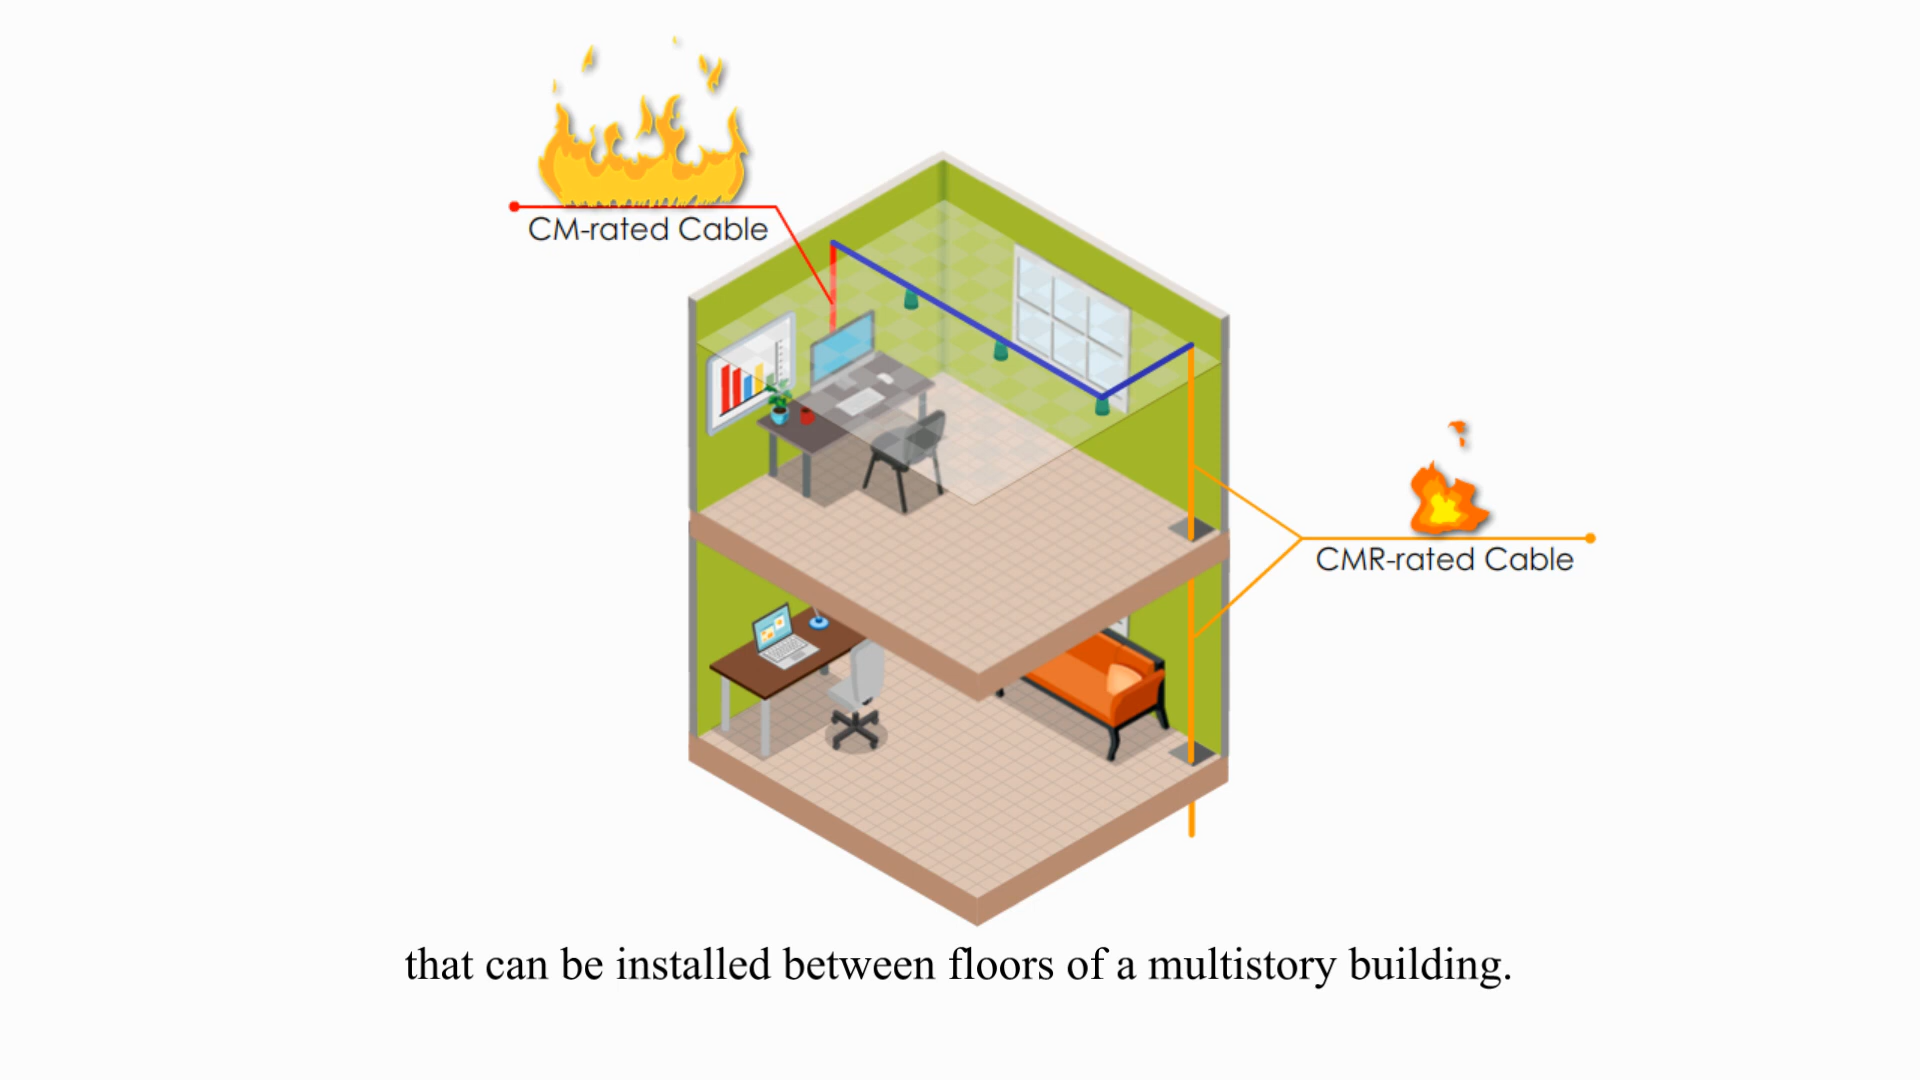 CM-rated Cable
CMR-rated Cable
that can be installed between floors of a multistory building.